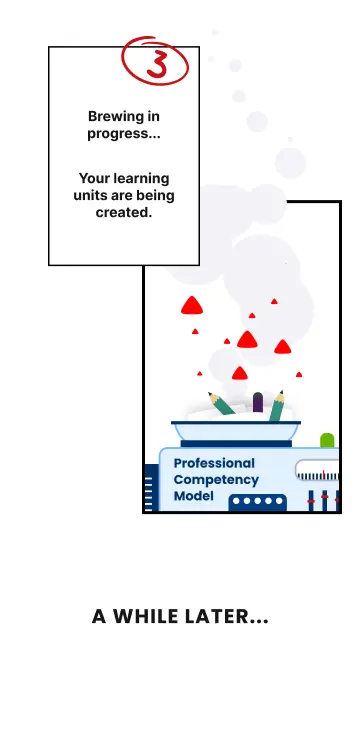 3
Brewing in
progress...
Your learning
units are being
created.
Professional
Competency
Model
A WHILE LATER...